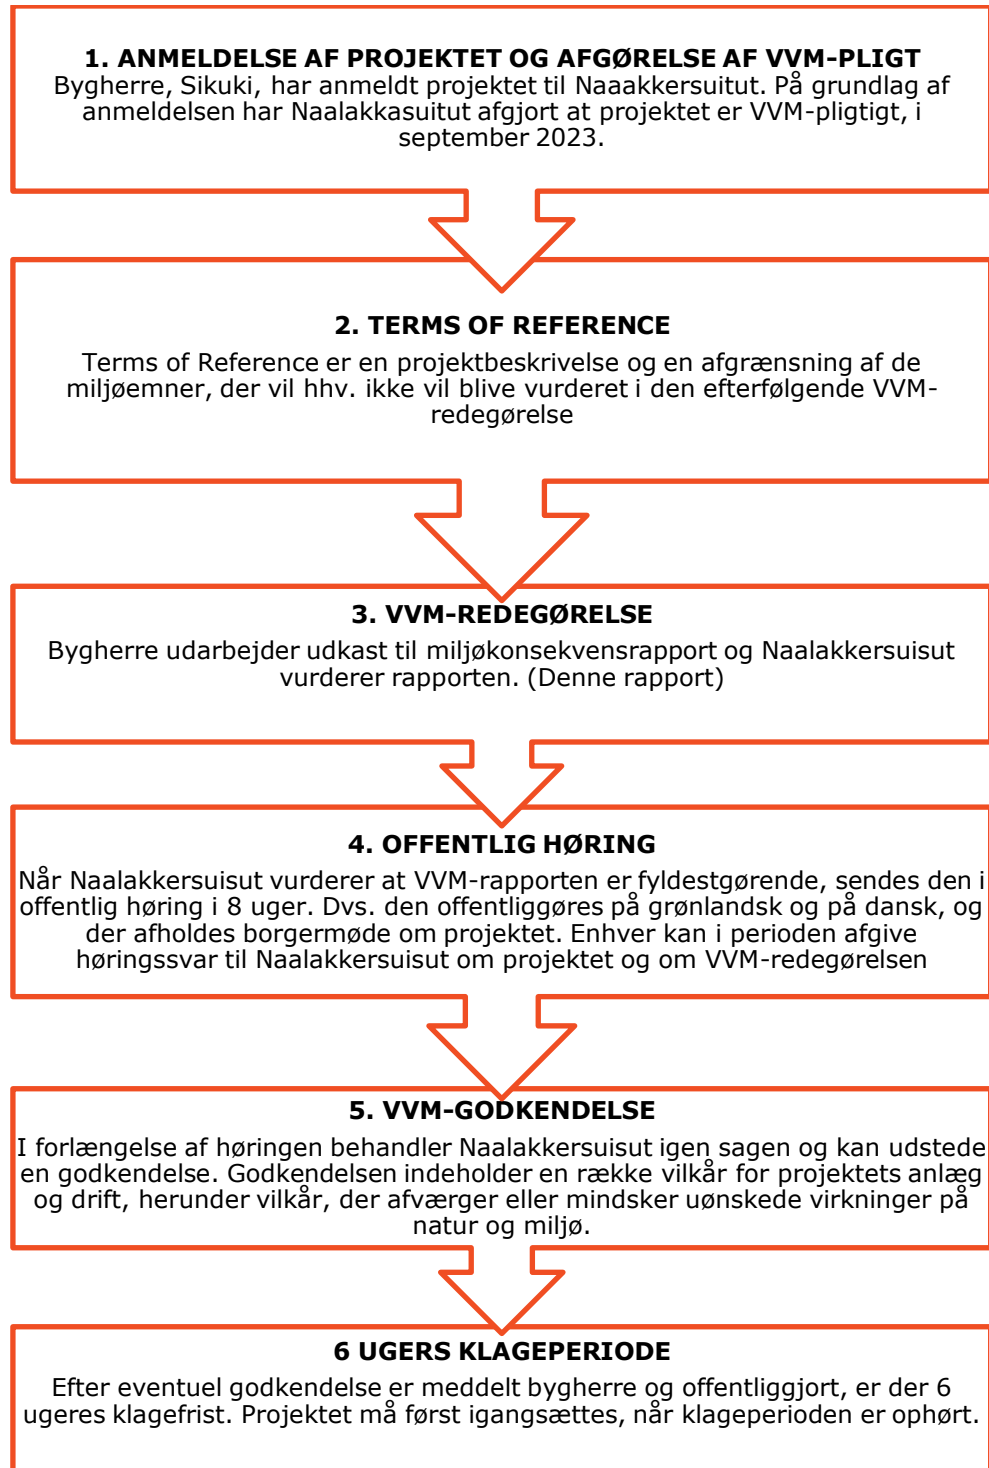 1. ANMELDELSE AF PROJEKTET OG AFGØRELSE AF VVM-PLIGT
Bygherre, Sikuki, har anmeldt projektet til Naaakkersuitut. På grundlag af
anmeldelsen har Naalakkasuitut afgjort at projektet er VVM-pligtigt, i
september 2023.
2. TERMS OF REFERENCE
Terms of Reference er en projektbeskrivelse og en afgrænsning af de
miljøemner, der vil hhv. ikke vil blive vurderet i den efterfølgende VVM-
redegørelse
3. VVM-REDEGØRELSE
Bygherre udarbejder udkast til miljøkonsekvensrapport og Naalakkersuisut
vurderer rapporten. (Denne rapport)
4. OFFENTLIG HØRING
Når Naalakkersuisut vurderer at VVM-rapporten er fyldestgørende, sendes den i
offentlig høring i 8 uger. Dvs. den offentliggøres på grønlandsk og på dansk, og
der afholdes borgermøde om projektet. Enhver kan i perioden afgive
høringssvar til Naalakkersuisut om projektet og om VVM-redegørelsen
5. VVM-GODKENDELSE
I forlængelse af høringen behandler Naalakkersuisut igen sagen og kan udstede
en godkendelse. Godkendelsen indeholder en række vilkår for projektets anlæg
og drift, herunder vilkår, der afværger eller mindsker uønskede virkninger på
natur og miljø.
6 UGERS KLAGEPERIODE
Efter eventuel godkendelse er meddelt bygherre og offentliggjort, er der 6
ugeres klagefrist. Projektet må først igangsættes, når klageperioden er ophørt.